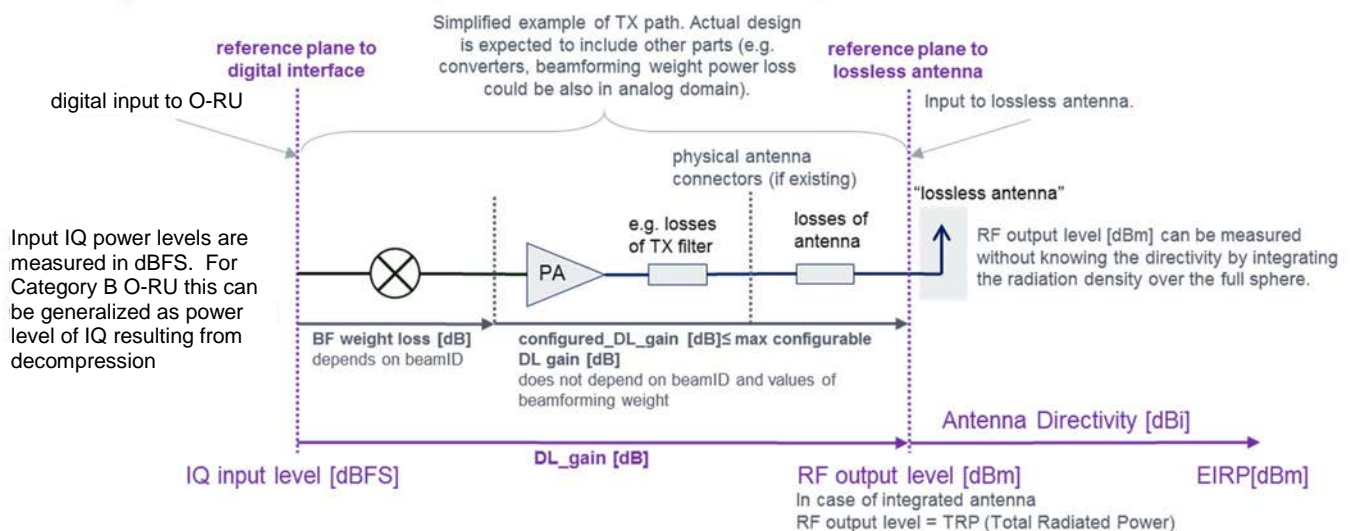 Simplified example of TX path. Actual design
is expected to include other parts (e.g.
converters, beamforming weight power loss
could be also in analog domain).
reference plane to
digital interface
reference plane to
lossless antenna
digital input to O-RU
Input to lossless antenna.
physical antenna
connectors (if existing)
"lossless antenna"
e.g. losses
of TX filter
losses of
antenna
Input IQ power levels are
measured in dBFS.  For
Category B O-RU this can
be generalized as power
level of IQ resulting from
decompression
PA
RF output level [dBm] can be measured
without knowing the directivity by integrating
the radiation density over the full sphere.
BF weight loss [dB]
depends on beamID
configured_DL_gain [dB]≤ max configurable
DL gain [dB]
does not depend on beamID and values of
beamforming weight
Antenna Directivity [dBi]
DL_gain [dB]
IQ input level [dBFS]
RF output level [dBm]
EIRP[dBm]
In case of integrated antenna
RF output level = TRP (Total Radiated Power)